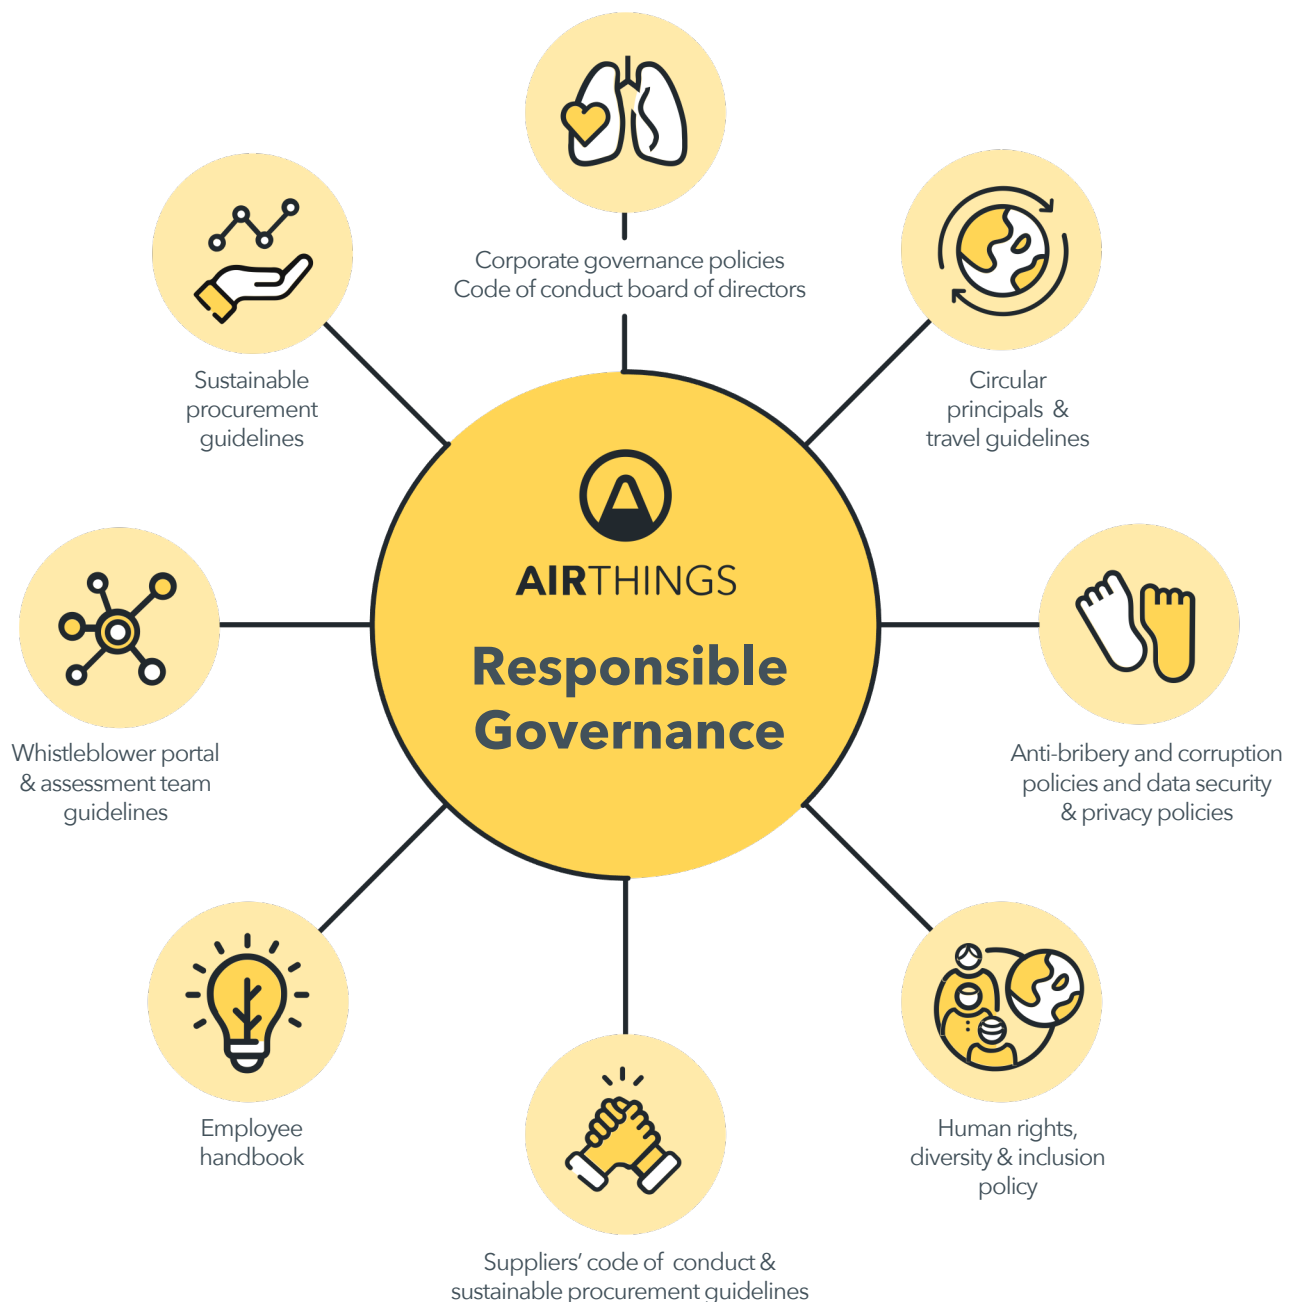 Corporate governance policies
Code of conduct board of directors
Circular
principals & 
travel guidelines
Anti-bribery and corruption
policies and data security
& privacy policies
Human rights,
diversity & inclusion
policy
Suppliers’ code of conduct &
sustainable procurement guidelines
Employee
handbook
Whistleblower portal
& assessment team
guidelines
Sustainable
procurement
guidelines
AIRTHINGS
Responsible
Governance